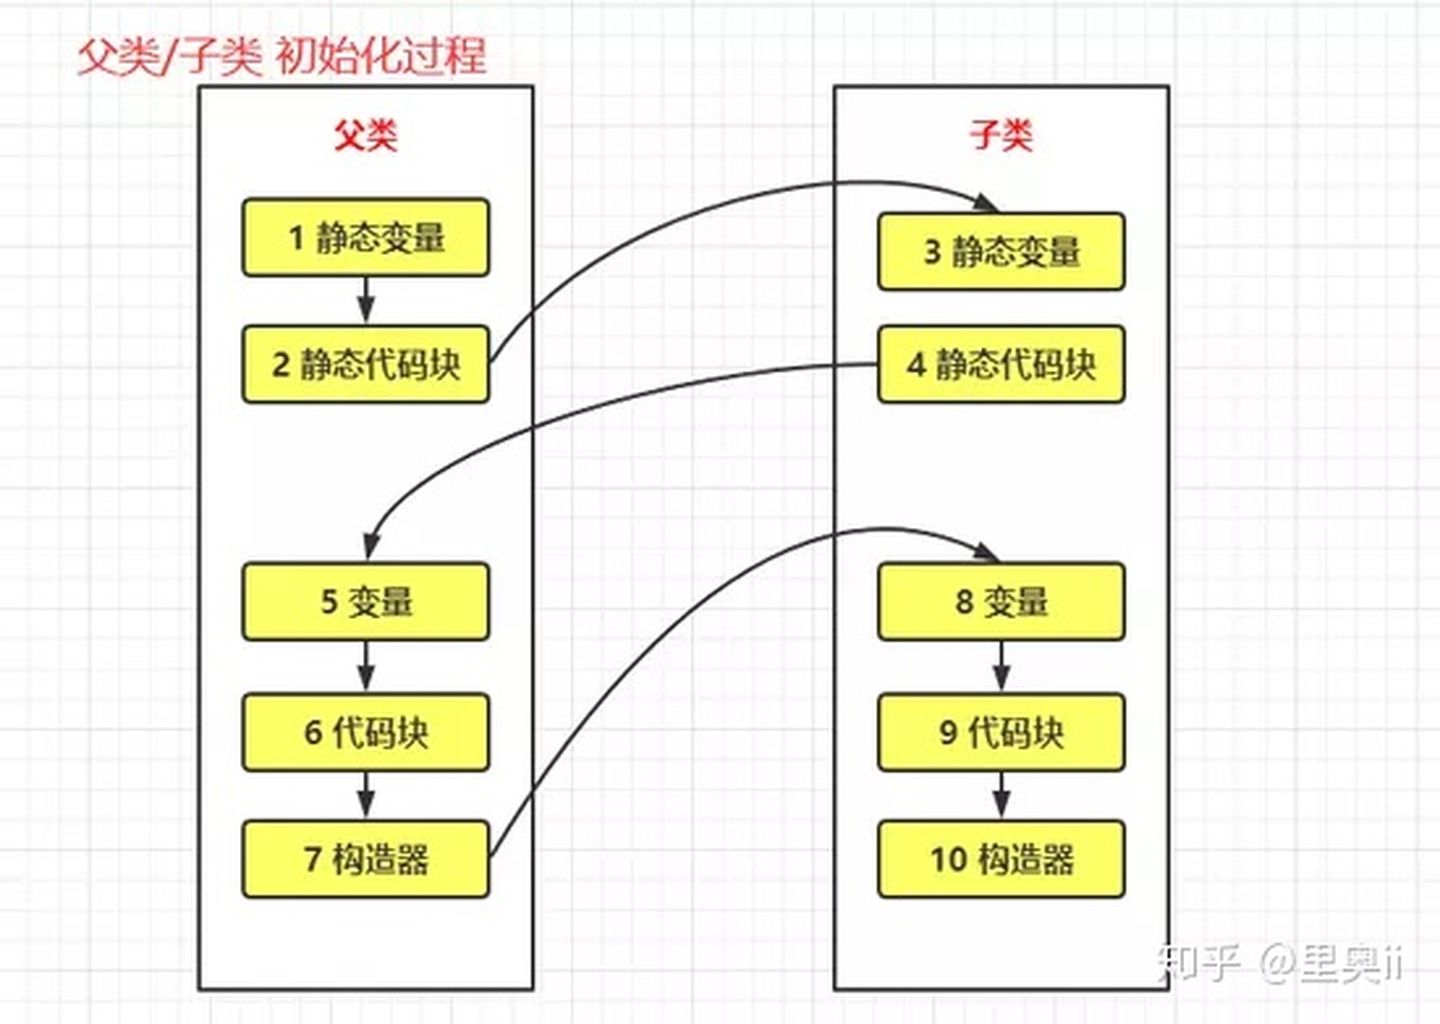 父类/子类 初始化过程
父类
1 静态变量
2 静态代码块
5 变量
6 代码块
7 构造器
子类
3 静态变量
4 静态代码块
8 变量
9 代码块
10 构造器
知乎 @里奥ii